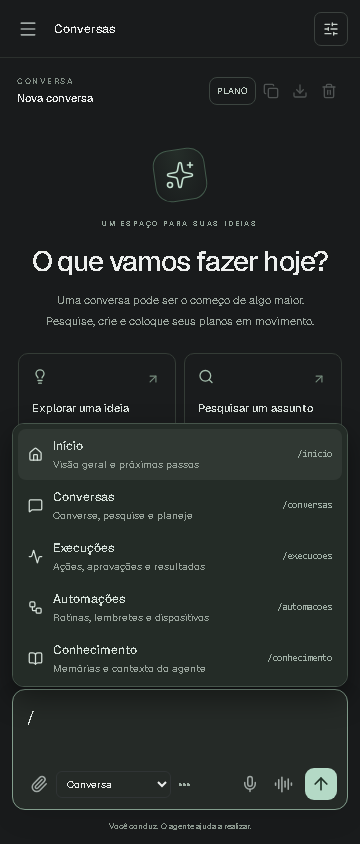 Conversas
CONVERSA
Nova conversa
PLANO
UM ESPAÇO PARA SUAS IDEIAS
O que vamos fazer hoje?
Uma conversa pode ser o começo de algo maior.
Pesquise, crie e coloque seus planos em movimento.
Explorar uma ideia
Pesquisar um assunto
Início
Visão geral e próximos passos
/inicio
Conversas
Converse, pesquise e planeje
/conversas
Execuções
Ações, aprovações e resultados
/execucoes
Automações
Rotinas, lembretes e dispositivos
/automacoes
Conhecimento
Memórias e contexto do agente
/conhecimento
/
Conversa
Você conduz. O agente ajuda a realizar.